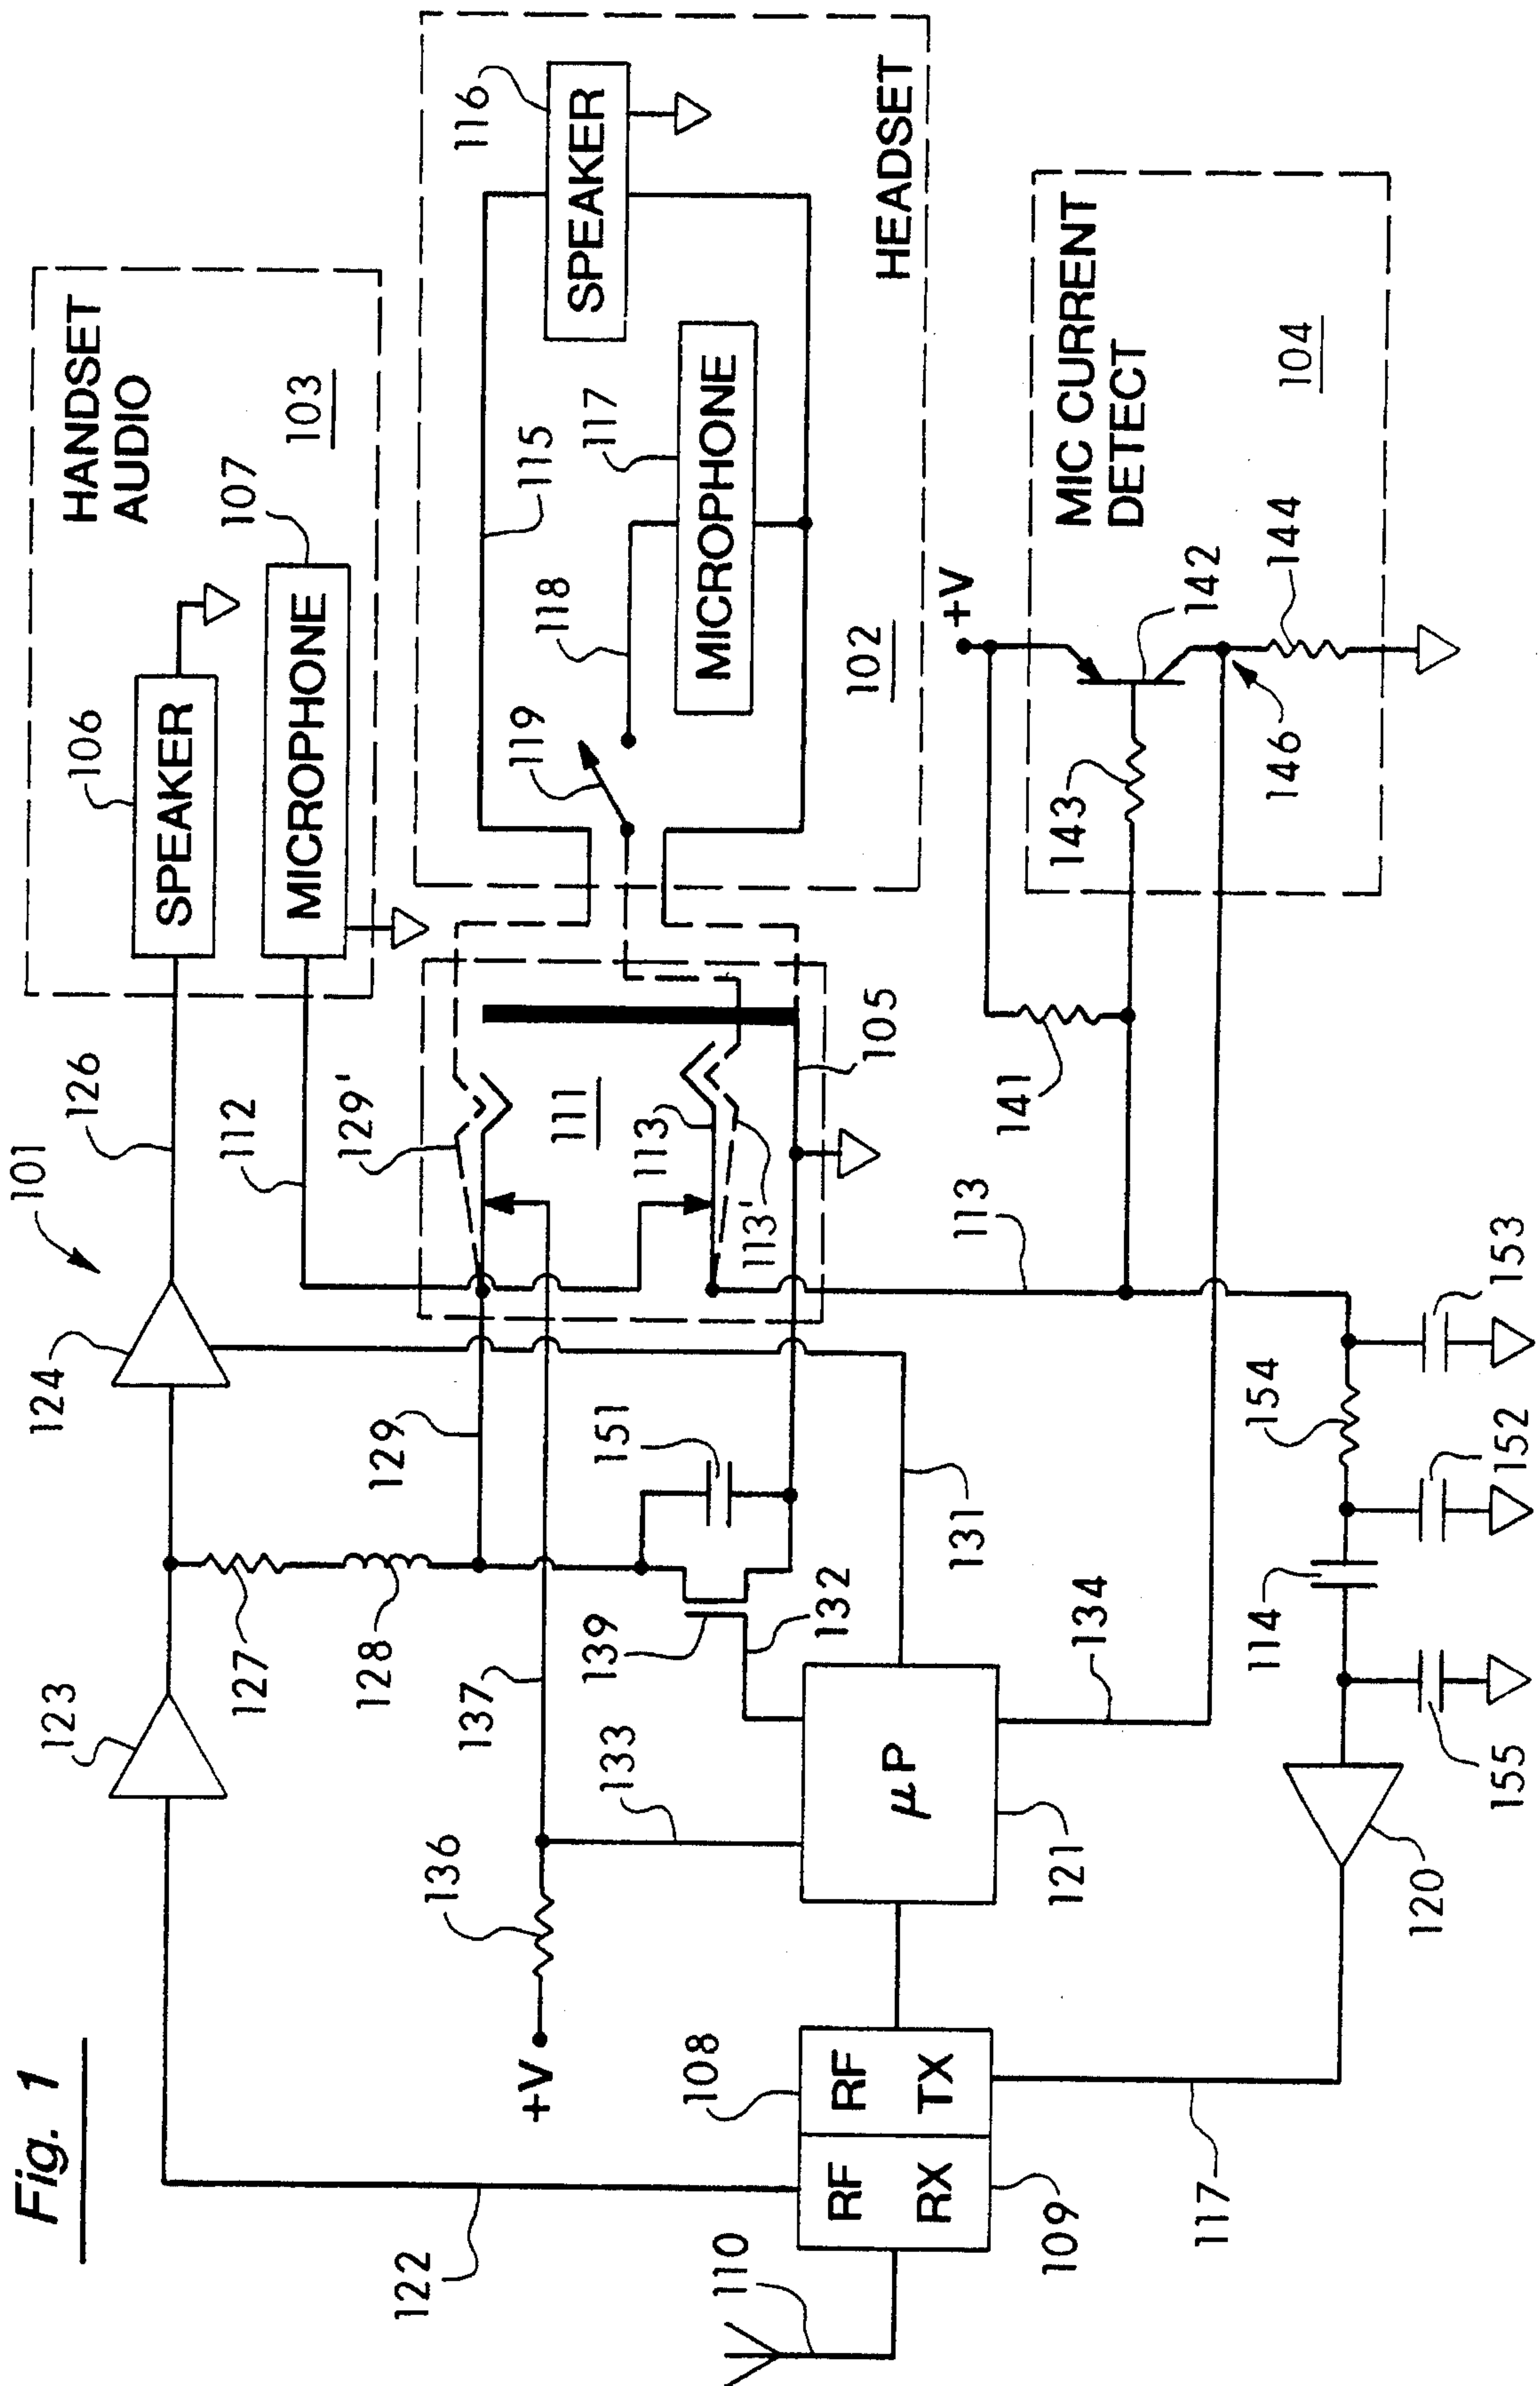 Fig. 1
101
HANDSET
AUDIO
103
106
SPEAKER
107
MICROPHONE
126
112
124
123
122
127
128
129
129'
111
113
113'
105
115
116
SPEAKER
117
MICROPHONE
118
119
102
HEADSET
+V
136
137
133
139
132
151
131
134
μP
121
110
RF
RX
109
RF
TX
108
117
120
155
114
152
154
153
113
141
+V
MIC CURRENT
DETECT
104
142
143
144
146